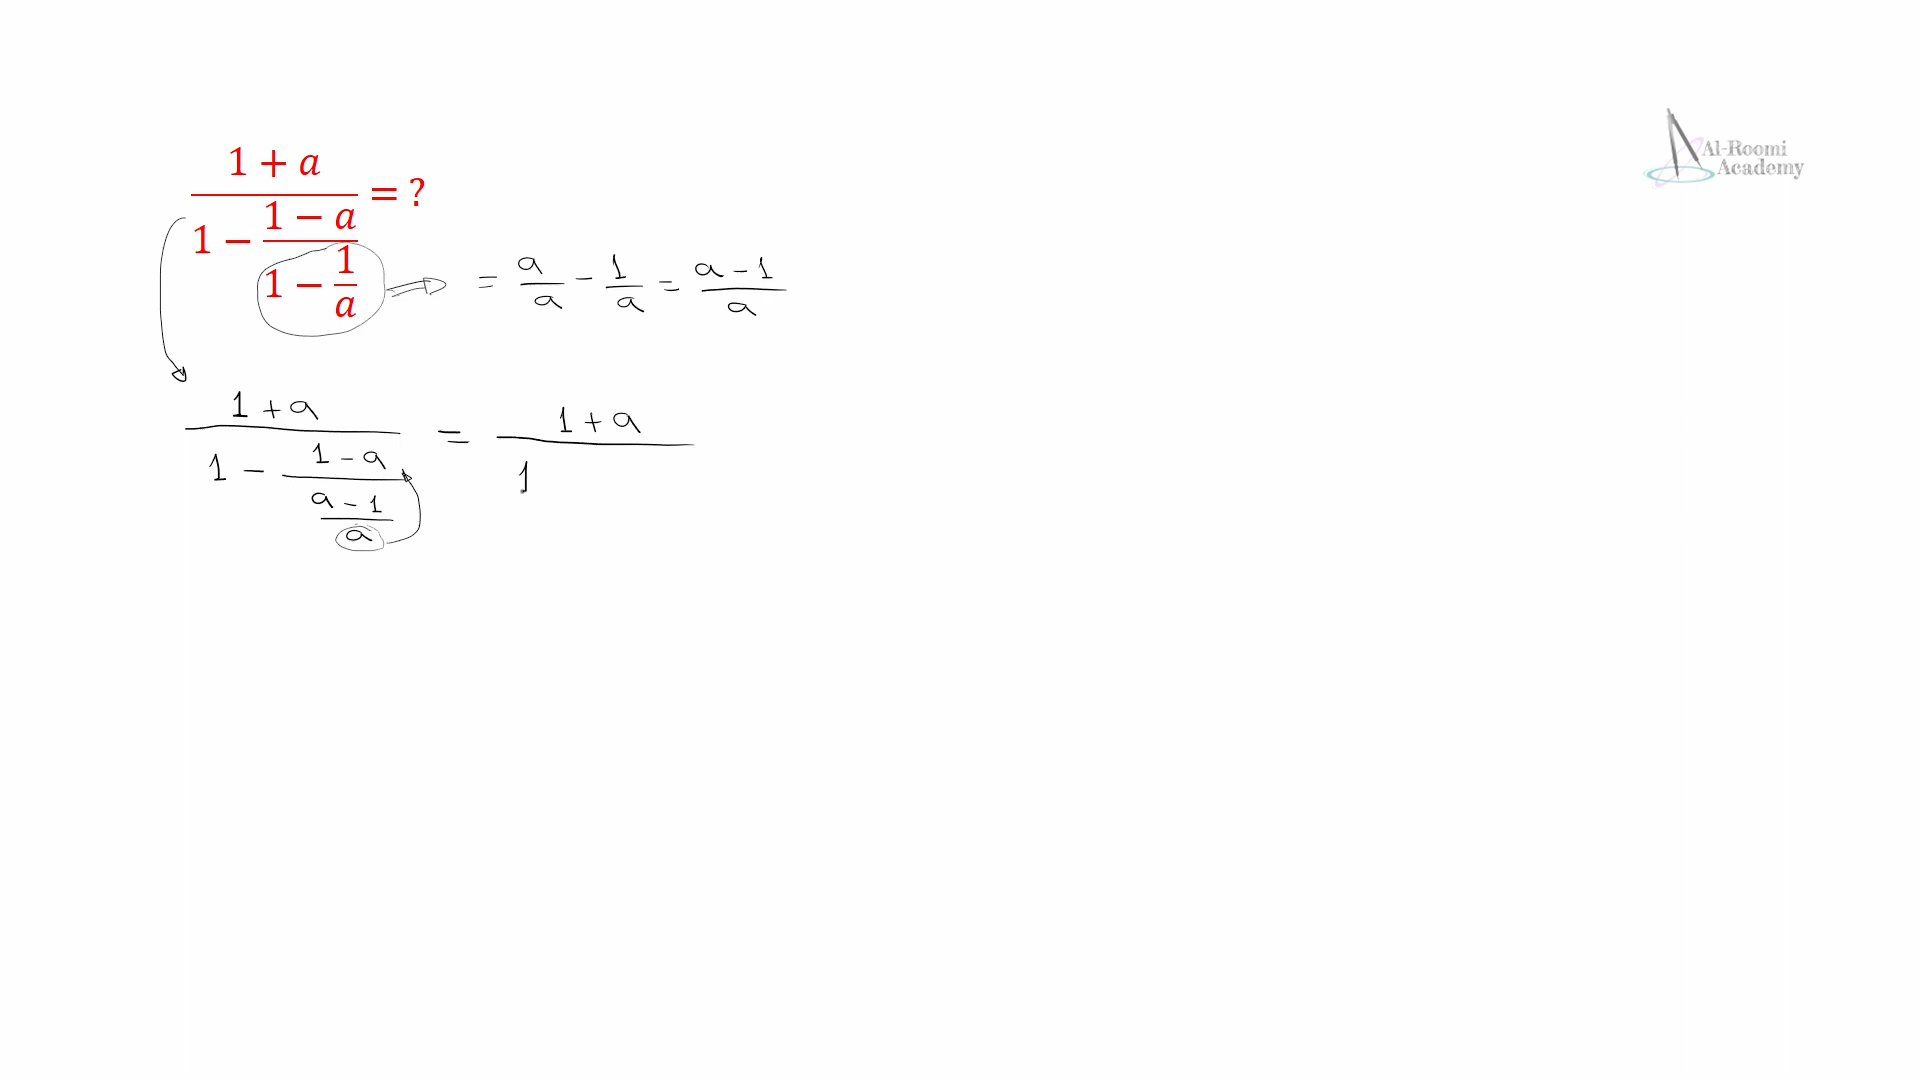 Al-Roomi
Academy
1 + a
= ?
1 − a
1 −
1
1 −
a
= a/a − 1/a = a − 1/a
1 + a
1 + a
=
1 − 1 − a
1
a − 1
a